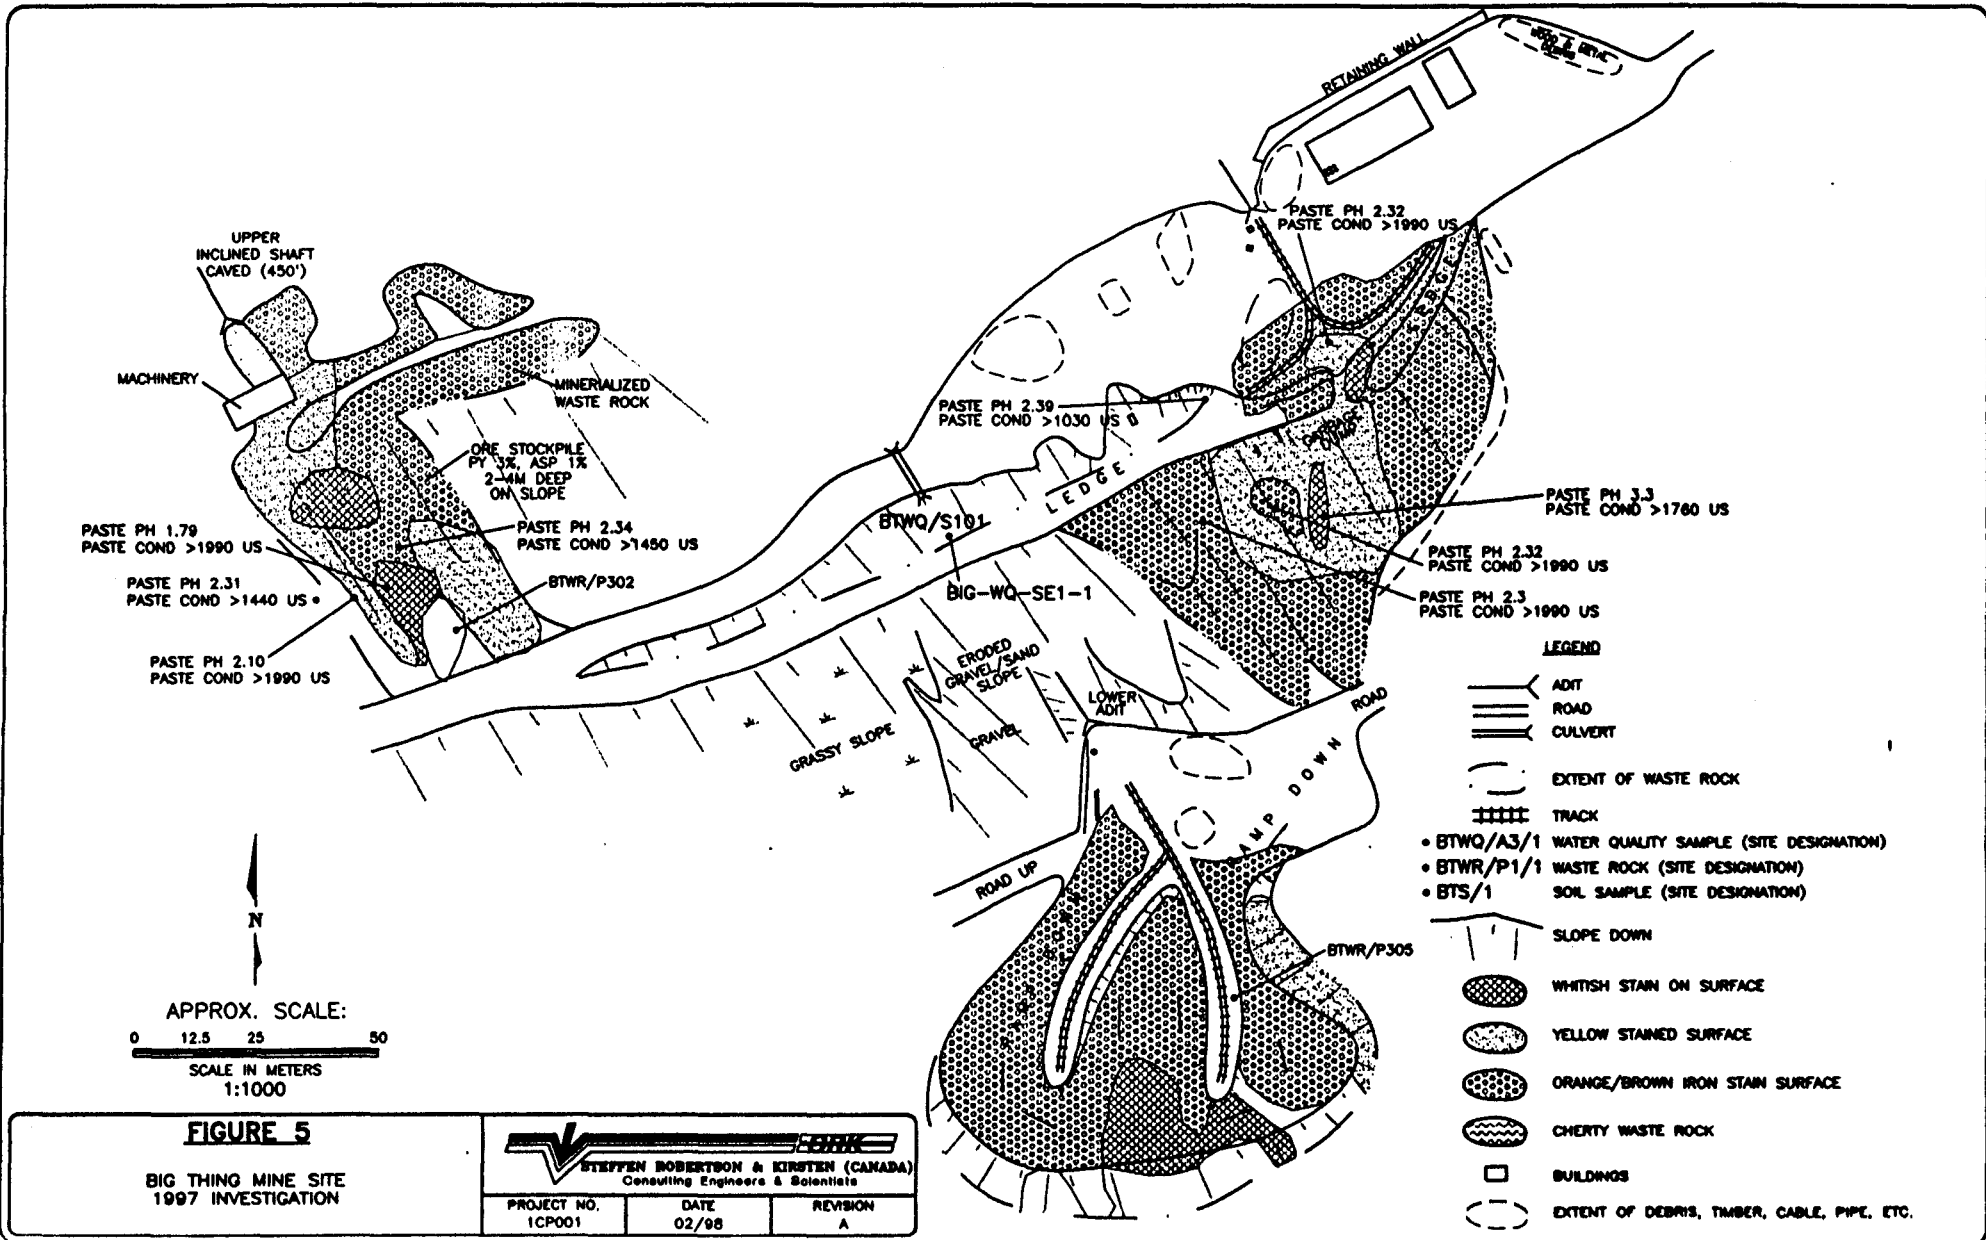 RETAINING WALL
WOOD & METAL
DEBRIS
PASTE PH 2.32
PASTE COND >1990 US
UPPER
INCLINED SHAFT
CAVED (450')
MACHINERY
MINERIALIZED
WASTE ROCK
ORE STOCKPILE
PY 3%, ASP 1%
2-4M DEEP
ON SLOPE
PASTE PH 1.79
PASTE COND >1990 US
PASTE PH 2.34
PASTE COND >1450 US
PASTE PH 2.31
PASTE COND >1440 US
BTWR/P302
PASTE PH 2.10
PASTE COND >1990 US
PASTE PH 2.39
PASTE COND >1030 US
LEDGE
LEDGE
GARBAGE
DUMP
BTWQ/S101
BIG-WQ-SE1-1
PASTE PH 3.3
PASTE COND >1760 US
PASTE PH 2.32
PASTE COND >1990 US
PASTE PH 2.3
PASTE COND >1990 US
ERODED
GRAVEL/SAND
SLOPE
GRAVEL
GRASSY SLOPE
LOWER
ADIT
ROAD
RAMP DOWN
ROAD UP
BTWR/P305
LEGEND
ADIT
ROAD
CULVERT
EXTENT OF WASTE ROCK
TRACK
BTWQ/A3/1 WATER QUALITY SAMPLE (SITE DESIGNATION)
BTWR/P1/1 WASTE ROCK (SITE DESIGNATION)
BTS/1 SOIL SAMPLE (SITE DESIGNATION)
SLOPE DOWN
WHITISH STAIN ON SURFACE
YELLOW STAINED SURFACE
ORANGE/BROWN IRON STAIN SURFACE
CHERTY WASTE ROCK
BUILDINGS
EXTENT OF DEBRIS, TIMBER, CABLE, PIPE, ETC.
N
APPROX. SCALE:
0 12.5 25 50
SCALE IN METERS
1:1000
FIGURE 5
BIG THING MINE SITE
1997 INVESTIGATION
SRK
STEFFEN ROBERTSON & KIRSTEN (CANADA)
Consulting Engineers & Scientists
PROJECT NO.
1CP001
DATE
02/98
REVISION
A